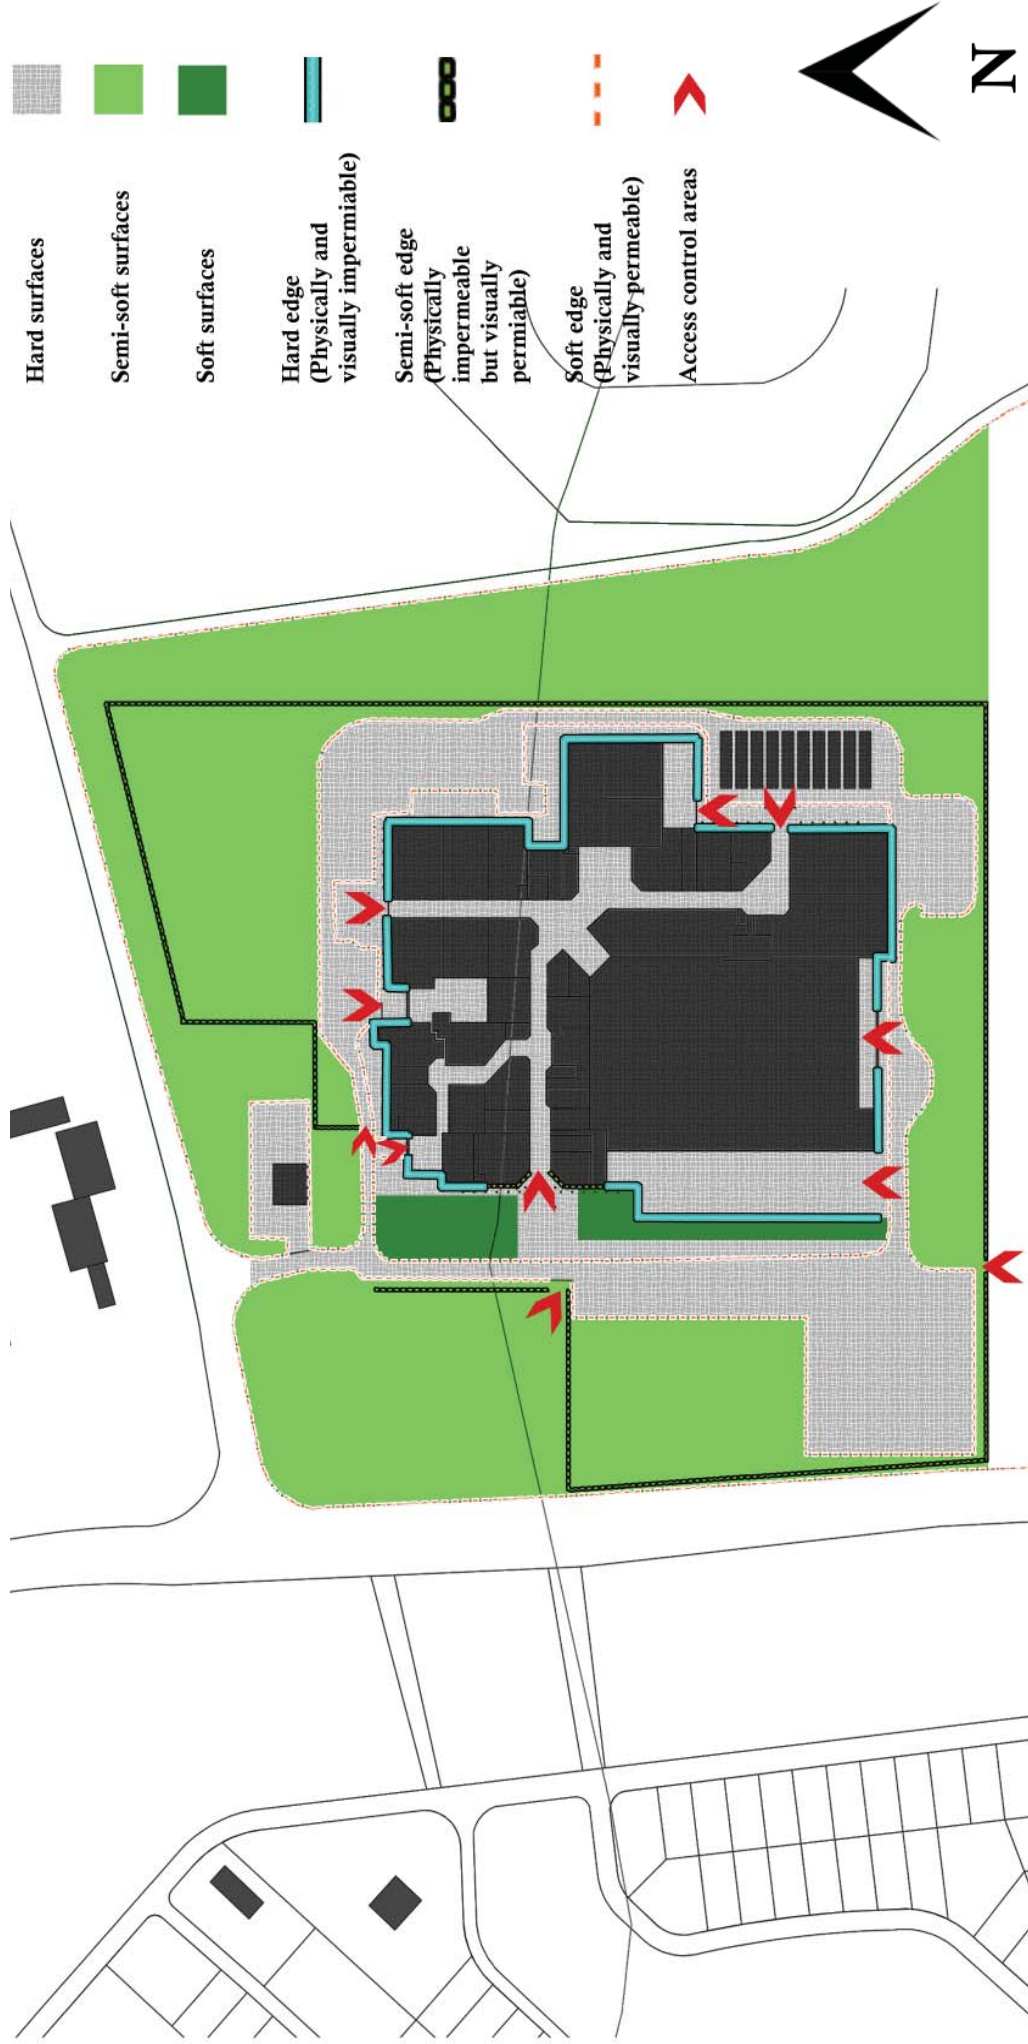 Hard surfaces
Semi-soft surfaces
Soft surfaces
Hard edge
(Physically and
visually impermiable)
Semi-soft edge
(Physically
impermeable
but visually
permiable)
Soft edge
(Physically and
visually permeable)
Access control areas
N